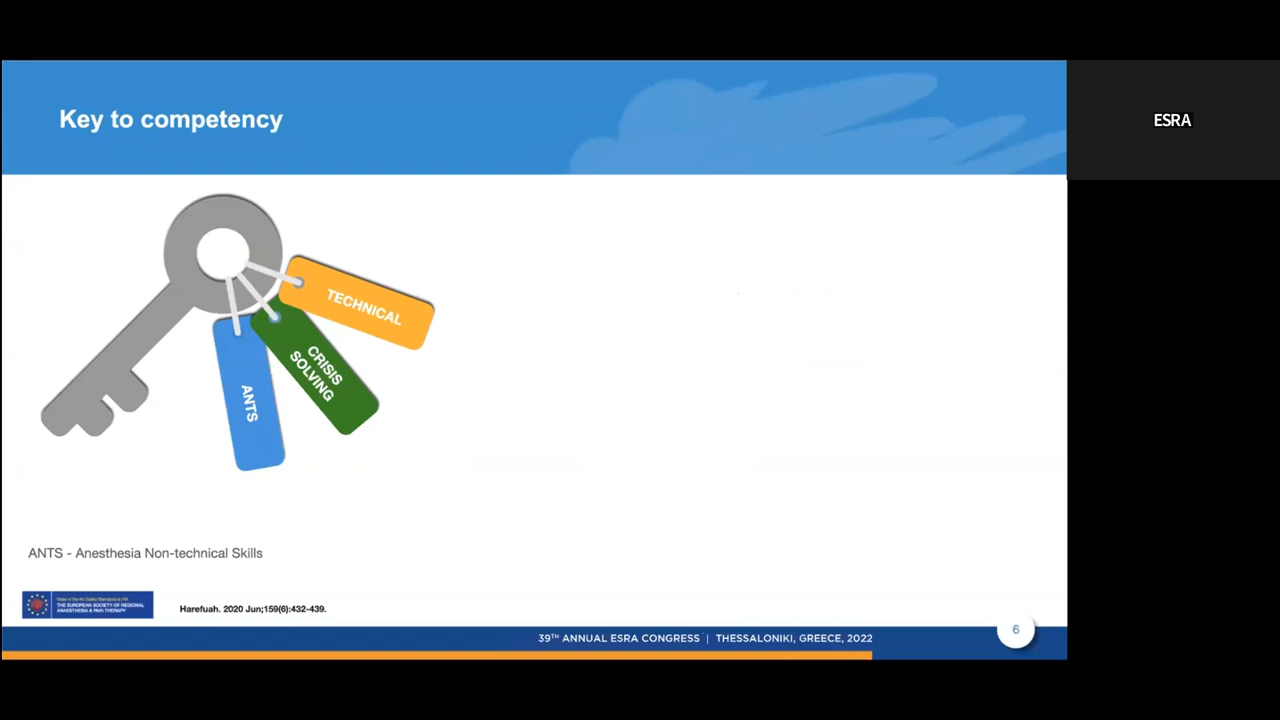 Key to competency
ESRA
TECHNICAL
CRISIS
SOLVING
ANTS
ANTS - Anesthesia Non-technical Skills
THE EUROPEAN SOCIETY OF REGIONAL
ANAESTHESIA & PAIN THERAPY
Harefuah. 2020 Jun;159(6):432-439.
39TH ANNUAL ESRA CONGRESS | THESSALONIKI, GREECE, 2022
6